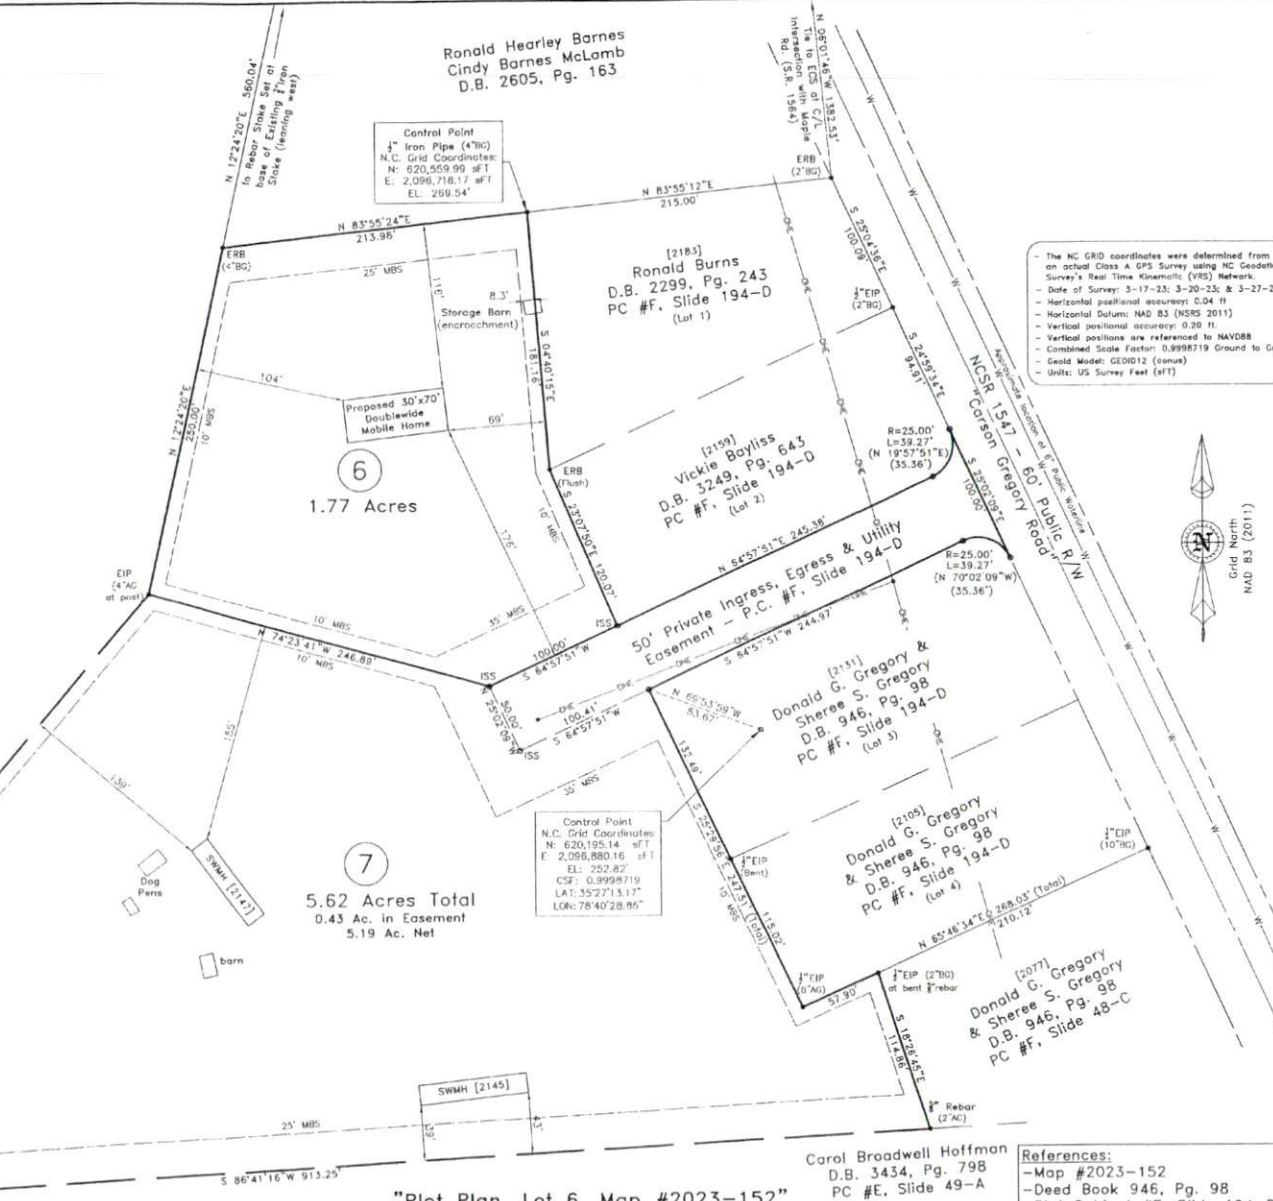 Ronald Hearley Barnes
Cindy Barnes McLamb
D.B. 2605, Pg. 163
N 12°24'20"E 560.04'
to Rebar Stake Set at
base of Existing
Stake (leaning west)
N 06°01'46"W 1382.53'
Tie to ECS at C/L
Intersection with Maple
Rd. (S.R. 1564)
Control Point
½" Iron Pipe (4"BG)
N.C. Grid Coordinates:
N: 620,559.99 sFT
E: 2,096,718.17 sFT
EL: 269.54'
ERB
(2"BG)
N 83°55'12"E
215.00'
N 83°55'24"E
213.98'
ERB
(4"BG)
25' MBS
116'
8.3'
Storage Barn
(encroachment)
S 04°40'15"E
181.16'
[2183]
Ronald Burns
D.B. 2299, Pg. 243
PC #F, Slide 194-D
(Lot 1)
OHE
S 25°04'36"E
100.09'
½"EIP
(2"BG)
S 24°59'34"E
94.91'
- The NC GRID coordinates were determined from
an actual Class A GPS Survey using NC Geodeti
Survey's Real Time Kinematic (VRS) Network.
- Date of Survey: 3-17-23; 3-20-23; & 3-27-2
- Horizontal positional accuracy: 0.04 ft
- Horizontal Datum: NAD 83 (NSRS 2011)
- Vertical positional accuracy: 0.20 ft.
- Vertical positions are referenced to NAVD88
- Combined Scale Factor: 0.9998719 Ground to G
- Geoid Model: GEOID12 (conus)
- Units: US Survey Feet (sFT)
NCSR 1547 - 60' Public R/W
"Carson Gregory Road"
Approximate location of 6" Public Waterline
W
104'
Proposed 30'x70'
Doublewide
Mobile Home
69'
N 12°24'20"E
250.00'
10' MBS
6
1.77 Acres
ERB
(Flush)
10' MBS
S 23°07'50"E 120.07'
176'
[2159]
Vickie Bayliss
D.B. 3249, Pg. 643
PC #F, Slide 194-D
(Lot 2)
R=25.00'
L=39.27'
(N 19°57'51"E)
(35.36')
S 25°02'09"E
100.00'
R=25.00'
L=39.27'
(N 70°02'09"W)
(35.36')
N
Grid North
NAD 83 (2011)
N 64°57'51"E 245.38'
50' Private Ingress, Egress & Utility
Easement - P.C. #F, Slide 194-D
S 64°57'51"W 244.97'
EIP
(4"AG
at post)
10' MBS
N 74°23'41"W 246.89'
10' MBS
35' MBS
ISS
100.00'
S 64°57'51"W
ISS
N 25°02'09"W
50.00'
ISS
OHE
100.41'
S 64°57'51"W
N 69°53'59"W
83.67'
[2131]
Donald G. Gregory &
Sheree S. Gregory
D.B. 946, Pg. 98
PC #F, Slide 194-D
(Lot 3)
155'
139'
35' MBS
132.49'
S 25°29'56"E 247.51' (Total)
10' MBS
115.02'
Control Point
N.C. Grid Coordinates
N: 620,195.14 sFT
E: 2,096,880.16 sFT
EL: 252.82'
CSF: 0.9998719
LAT: 35°27'13.17"
LON: 78°40'28.86"
½"EIP
(Bent)
[2105]
Donald G. Gregory
& Sheree S. Gregory
D.B. 946, Pg. 98
PC #F, Slide 194-D
(Lot 4)
½"EIP
(10"BG)
SWMH [2147]
Dog
Pens
7
5.62 Acres Total
0.43 Ac. in Easement
5.19 Ac. Net
barn
N 65°46'34"E 268.03' (Total)
210.12'
½"EIP
(8"AG)
57.90'
½"EIP (2"BG)
at bent rebar
[2077]
Donald G. Gregory
& Sheree S. Gregory
D.B. 946, Pg. 98
PC #F, Slide 48-C
S 18°26'45"E
114.86'
SWMH [2145]
39'
43'
25' MBS
Rebar
(2"AG)
S 86°41'16"W 913.25'
Carol Broadwell Hoffman
D.B. 3434, Pg. 798
PC #E, Slide 49-A
References:
-Map #2023-152
-Deed Book 946, Pg. 98
"Plot Plan, Lot 6, Map #2023-152"